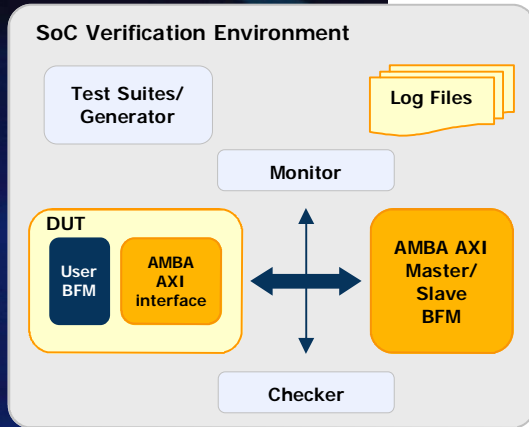 SoC Verification Environment
Test Suites/
Generator
Log Files
Monitor
DUT
User
BFM
AMBA
AXI
interface
AMBA AXI
Master/
Slave
BFM
Checker